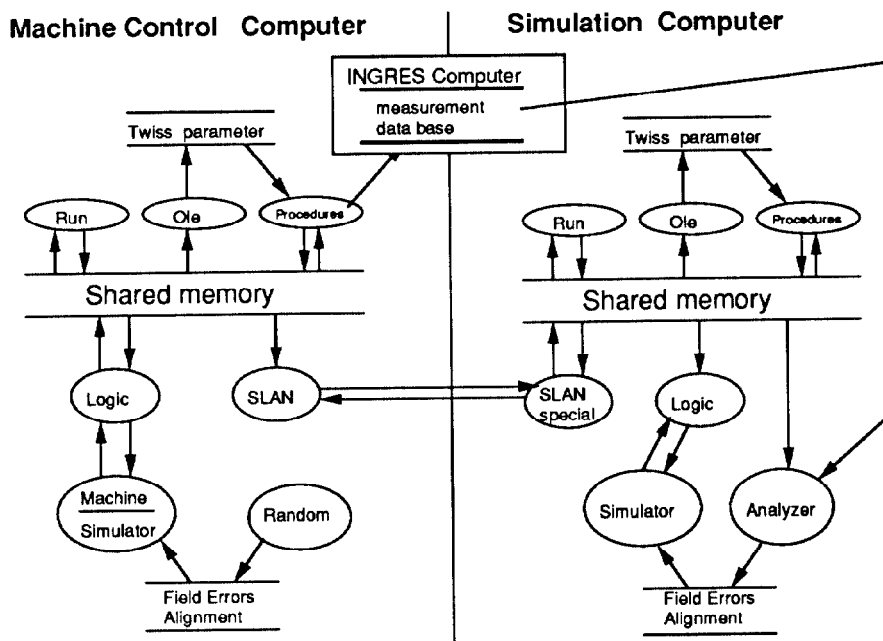 Machine Control Computer
Simulation Computer
INGRES Computer
measurement
data base
Twiss parameter
Run
Ole
Procedures
Shared memory
Logic
SLAN
Machine
Simulator
Random
Field Errors
Alignment
Twiss parameter
Run
Ole
Procedures
Shared memory
SLAN
special
Logic
Simulator
Analyzer
Field Errors
Alignment